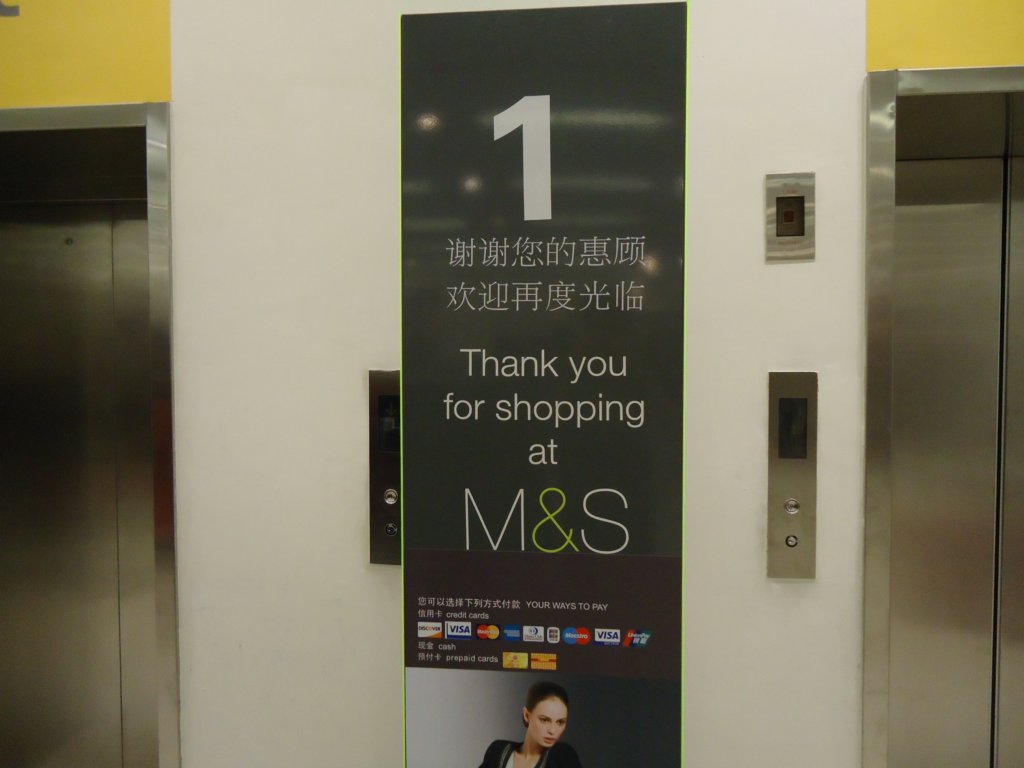 1
谢谢您的惠顾
欢迎再度光临
Thank you
for shopping
at
M&S
您可以选择下列方式付款 YOUR WAYS TO PAY
信用卡 credit cards
DISCOVER VISA MasterCard Maestro VISA UnionPay
现金 cash
预付卡 prepaid cards